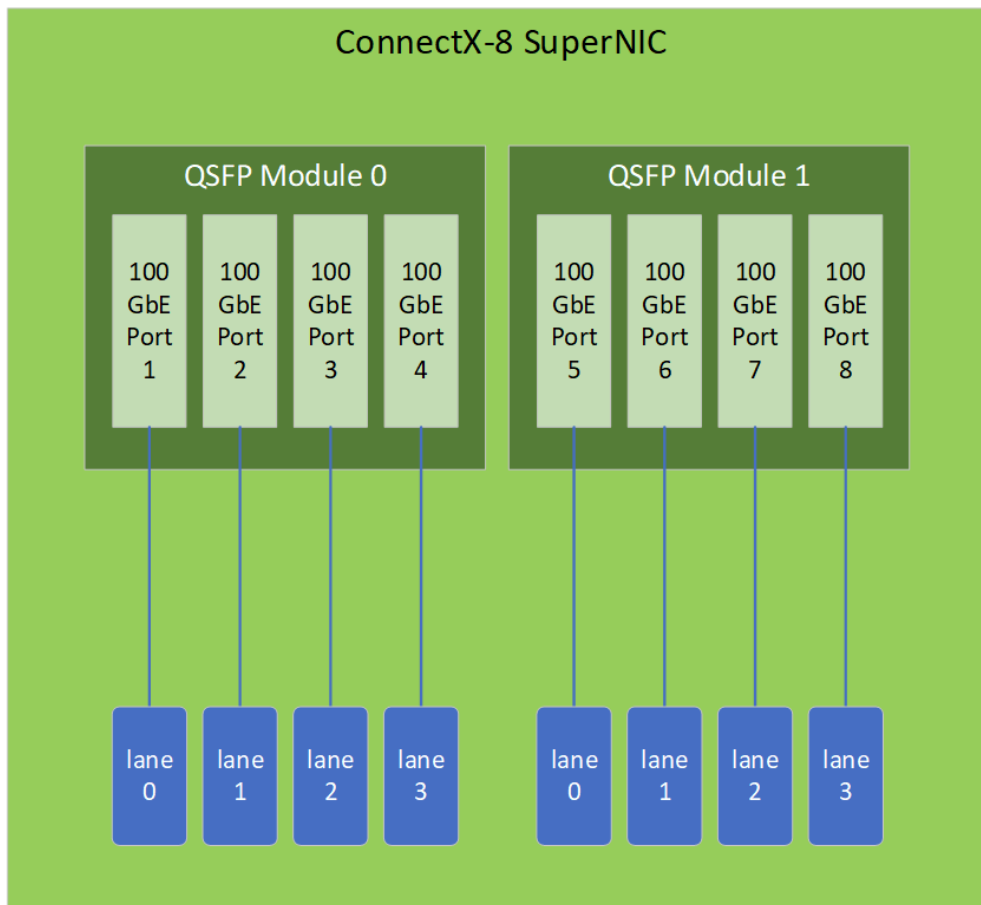 ConnectX-8 SuperNIC
QSFP Module 0
100
GbE
Port
1
100
GbE
Port
2
100
GbE
Port
3
100
GbE
Port
4
QSFP Module 1
100
GbE
Port
5
100
GbE
Port
6
100
GbE
Port
7
100
GbE
Port
8
lane
0
lane
1
lane
2
lane
3
lane
0
lane
1
lane
2
lane
3